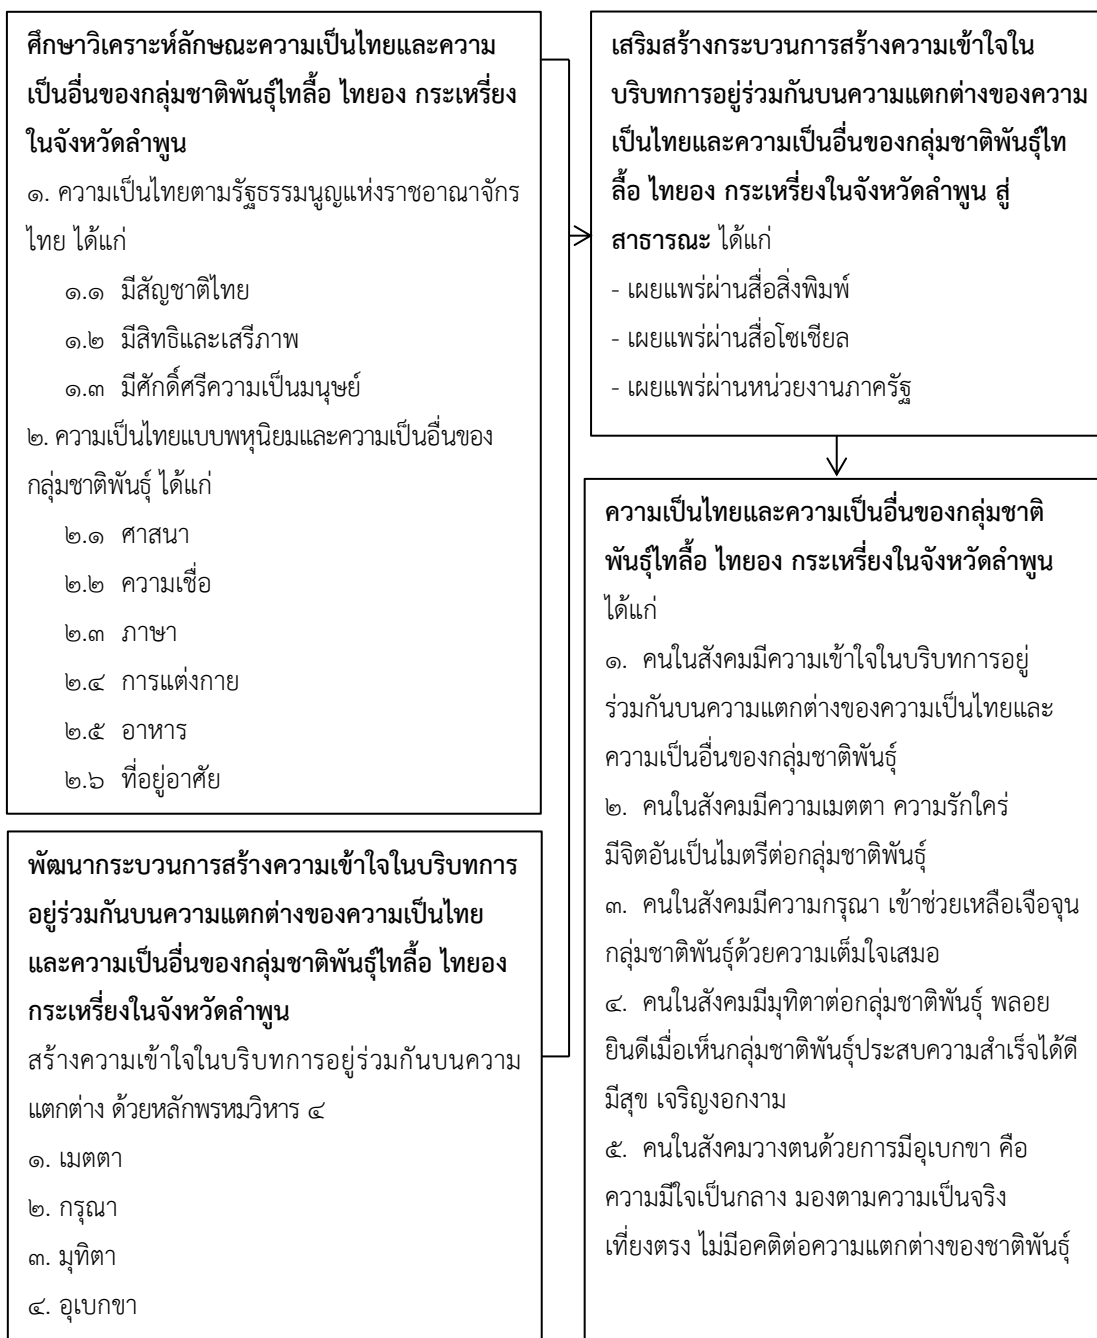 ศึกษาวิเคราะห์ลักษณะความเป็นไทยและความ
เป็นอื่นของกลุ่มชาติพันธุ์ไทลื้อ ไทยอง กระเหรี่ยง
ในจังหวัดลำพูน
๑. ความเป็นไทยตามรัฐธรรมนูญแห่งราชอาณาจักร
ไทย ได้แก่
๑.๑ มีสัญชาติไทย
๑.๒ มีสิทธิและเสรีภาพ
๑.๓ มีศักดิ์ศรีความเป็นมนุษย์
๒. ความเป็นไทยแบบพหุนิยมและความเป็นอื่นของ
กลุ่มชาติพันธุ์ ได้แก่
๒.๑ ศาสนา
๒.๒ ความเชื่อ
๒.๓ ภาษา
๒.๔ การแต่งกาย
๒.๕ อาหาร
๒.๖ ที่อยู่อาศัย
พัฒนากระบวนการสร้างความเข้าใจในบริบทการ
อยู่ร่วมกันบนความแตกต่างของความเป็นไทย
และความเป็นอื่นของกลุ่มชาติพันธุ์ไทลื้อ ไทยอง
กระเหรี่ยงในจังหวัดลำพูน
สร้างความเข้าใจในบริบทการอยู่ร่วมกันบนความ
แตกต่าง ด้วยหลักพรหมวิหาร ๔
๑. เมตตา
๒. กรุณา
๓. มุทิตา
๔. อุเบกขา
เสริมสร้างกระบวนการสร้างความเข้าใจใน
บริบทการอยู่ร่วมกันบนความแตกต่างของความ
เป็นไทยและความเป็นอื่นของกลุ่มชาติพันธุ์ไท
ลื้อ ไทยอง กระเหรี่ยงในจังหวัดลำพูน สู่
สาธารณะ ได้แก่
- เผยแพร่ผ่านสื่อสิ่งพิมพ์
- เผยแพร่ผ่านสื่อโซเชียล
- เผยแพร่ผ่านหน่วยงานภาครัฐ
ความเป็นไทยและความเป็นอื่นของกลุ่มชาติ
พันธุ์ไทลื้อ ไทยอง กระเหรี่ยงในจังหวัดลำพูน
ได้แก่
๑. คนในสังคมมีความเข้าใจในบริบทการอยู่
ร่วมกันบนความแตกต่างของความเป็นไทยและ
ความเป็นอื่นของกลุ่มชาติพันธุ์
๒. คนในสังคมมีความเมตตา ความรักใคร่
มีจิตอันเป็นไมตรีต่อกลุ่มชาติพันธุ์
๓. คนในสังคมมีความกรุณา เข้าช่วยเหลือเจือจุน
กลุ่มชาติพันธุ์ด้วยความเต็มใจเสมอ
๔. คนในสังคมมีมุทิตาต่อกลุ่มชาติพันธุ์ พลอย
ยินดีเมื่อเห็นกลุ่มชาติพันธุ์ประสบความสำเร็จได้ดี
มีสุข เจริญงอกงาม
๕. คนในสังคมวางตนด้วยการมีอุเบกขา คือ
ความมีใจเป็นกลาง มองตามความเป็นจริง
เที่ยงตรง ไม่มีอคติต่อความแตกต่างของชาติพันธุ์